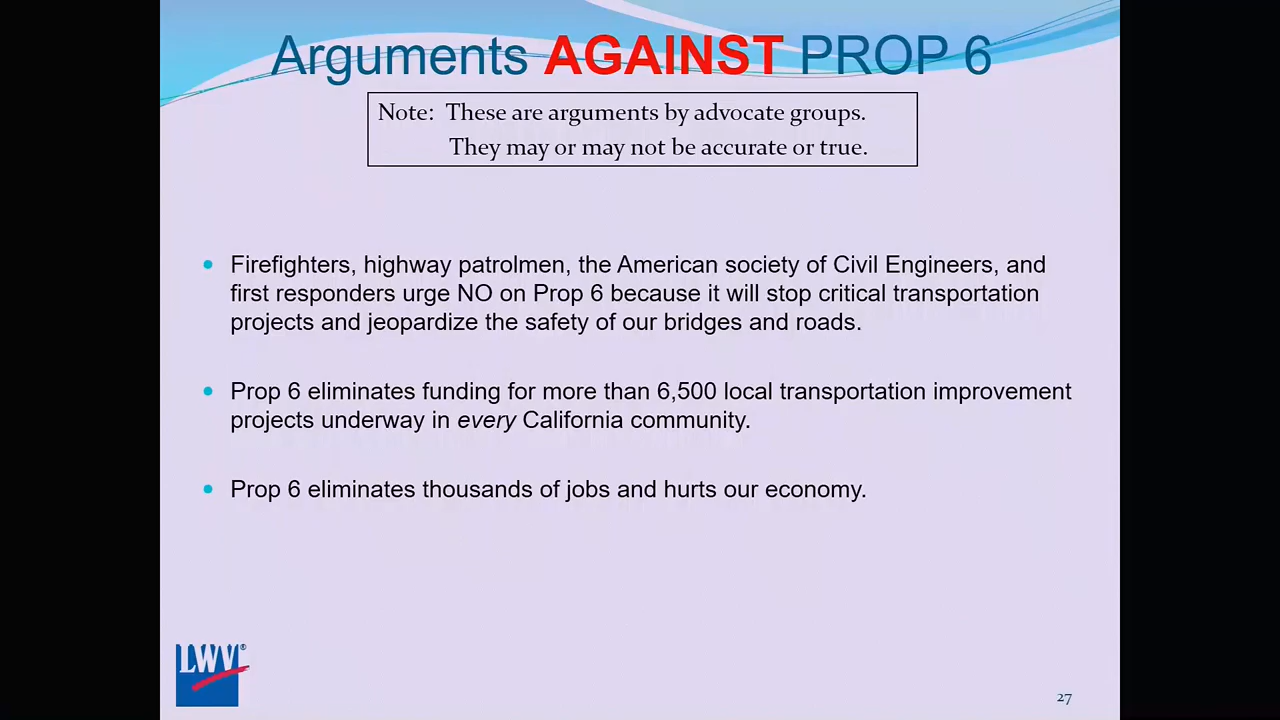 Arguments AGAINST PROP 6
Note: These are arguments by advocate groups.
They may or may not be accurate or true.
• Firefighters, highway patrolmen, the American society of Civil Engineers, and
first responders urge NO on Prop 6 because it will stop critical transportation
projects and jeopardize the safety of our bridges and roads.
• Prop 6 eliminates funding for more than 6,500 local transportation improvement
projects underway in every California community.
• Prop 6 eliminates thousands of jobs and hurts our economy.
LWV®
27